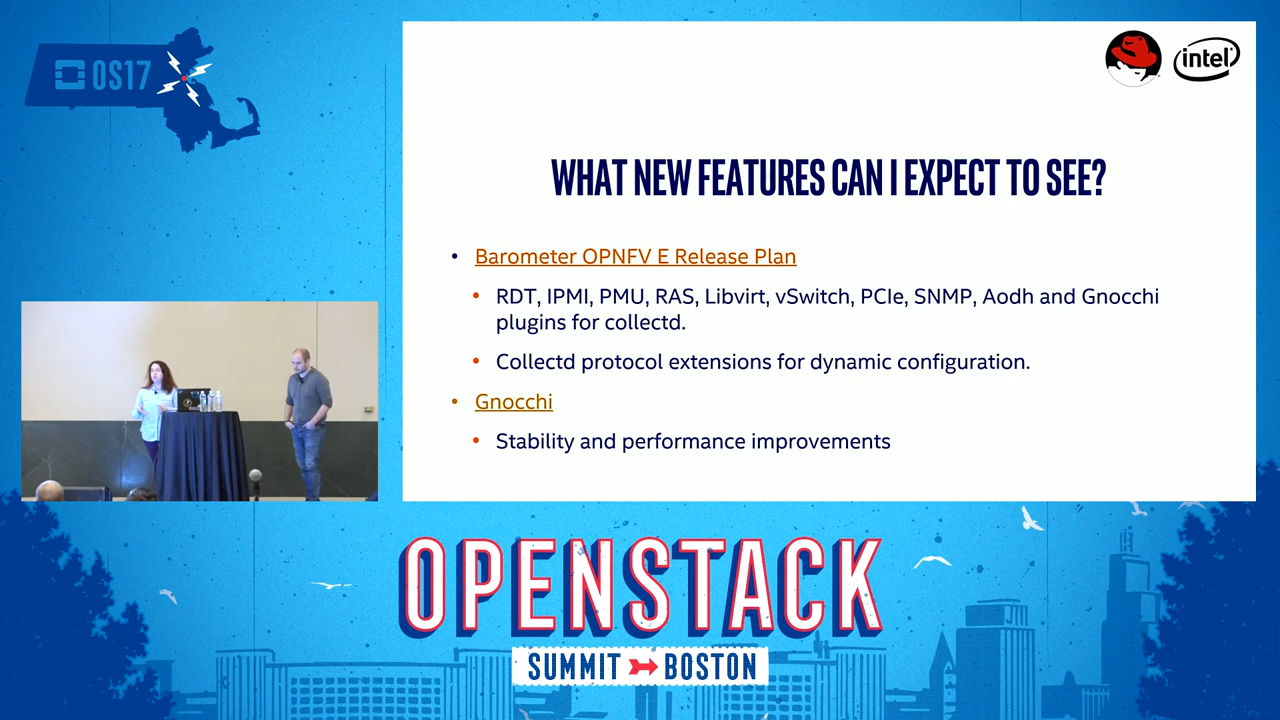 OS17
intel
WHAT NEW FEATURES CAN I EXPECT TO SEE?
• Barometer OPNFV E Release Plan
• RDT, IPMI, PMU, RAS, Libvirt, vSwitch, PCIe, SNMP, Aodh and Gnocchi
plugins for collectd.
• Collectd protocol extensions for dynamic configuration.
• Gnocchi
• Stability and performance improvements
OPENSTACK
SUMMIT BOSTON